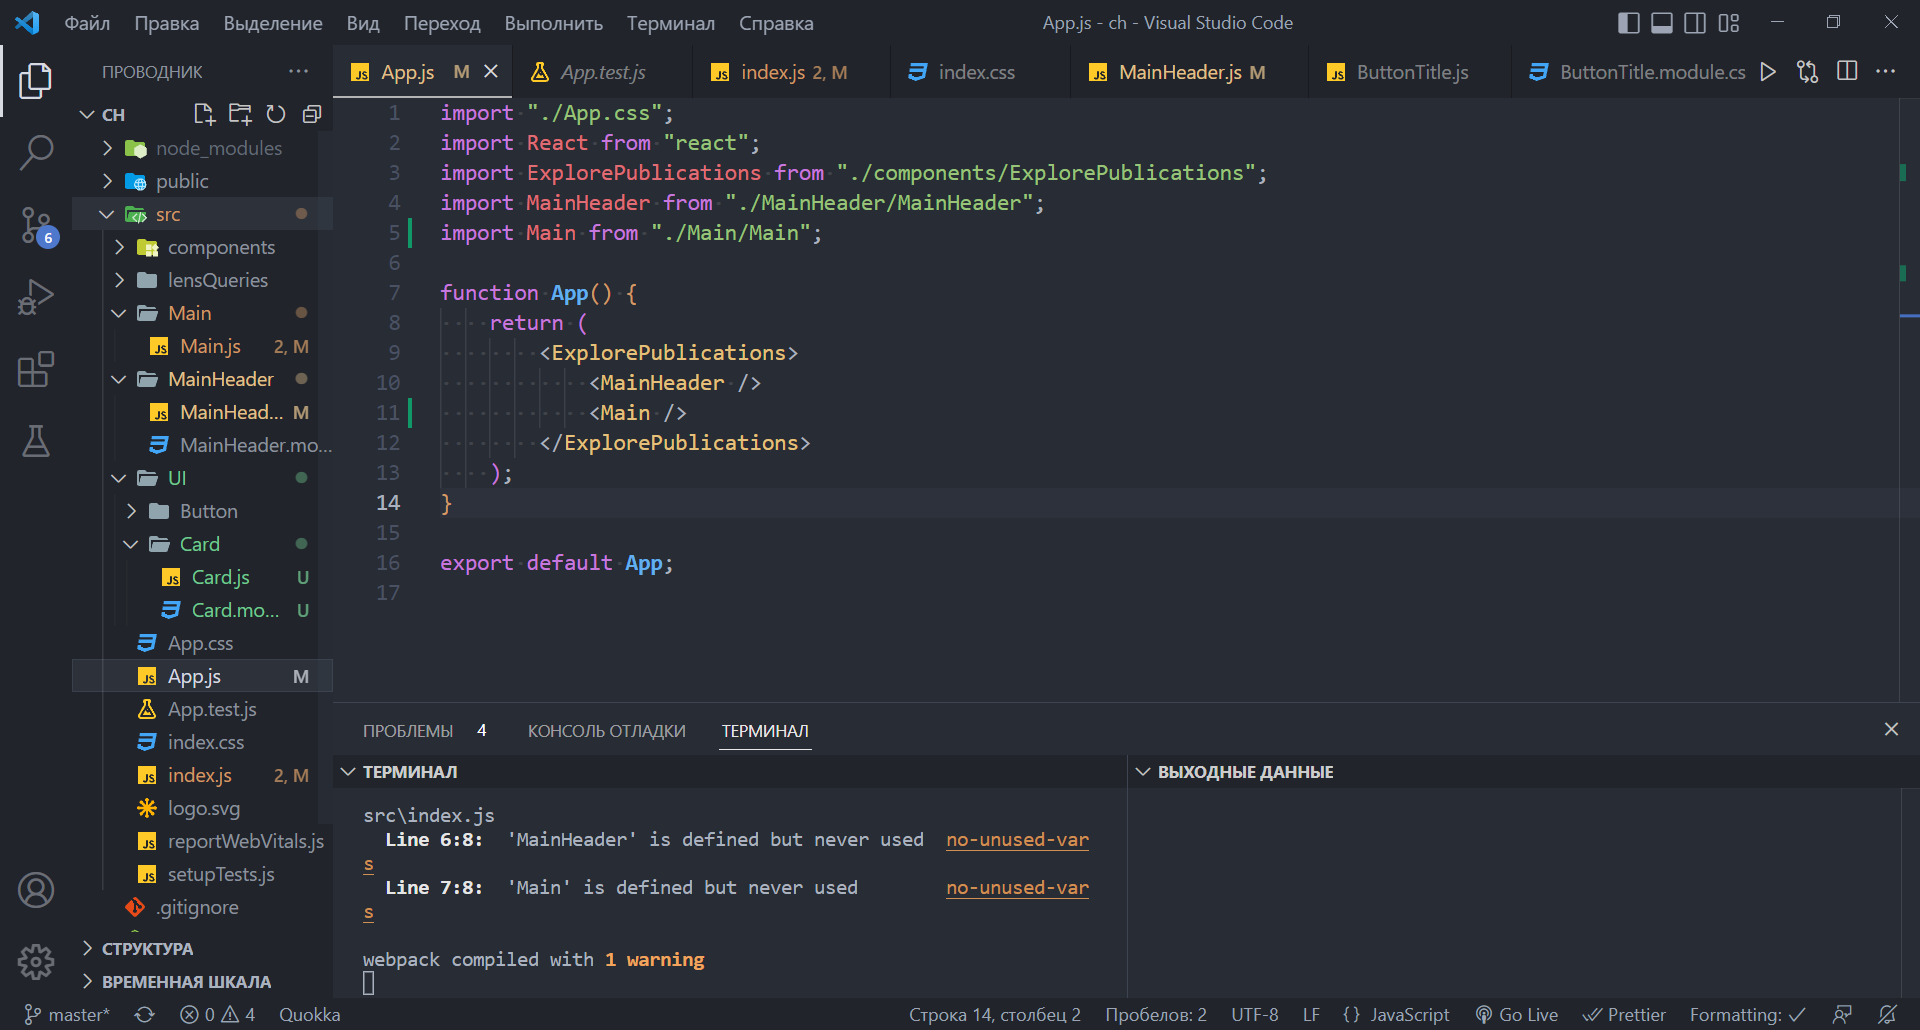 Файл Правка Выделение Вид Переход Выполнить Терминал Справка App.js - ch - Visual Studio Code
ПРОВОДНИК
App.js M App.test.js index.js 2, M index.css MainHeader.js M ButtonTitle.js ButtonTitle.module.cs
CH
node_modules
public
src
components
lensQueries
Main
Main.js 2, M
MainHeader
MainHead... M
MainHeader.mo...
UI
Button
Card
Card.js U
Card.mo... U
App.css
App.js M
App.test.js
index.css
index.js 2, M
logo.svg
reportWebVitals.js
setupTests.js
.gitignore
СТРУКТУРА
ВРЕМЕННАЯ ШКАЛА
6
1 import "./App.css";
2 import React from "react";
3 import ExplorePublications from "./components/ExplorePublications";
4 import MainHeader from "./MainHeader/MainHeader";
5 import Main from "./Main/Main";
6
7 function App() {
8 return (
9 <ExplorePublications>
10 <MainHeader />
11 <Main />
12 </ExplorePublications>
13 );
14 }
15
16 export default App;
17
ПРОБЛЕМЫ 4 КОНСОЛЬ ОТЛАДКИ ТЕРМИНАЛ
ТЕРМИНАЛ
ВЫХОДНЫЕ ДАННЫЕ
src\index.js
Line 6:8: 'MainHeader' is defined but never used no-unused-var
s
Line 7:8: 'Main' is defined but never used no-unused-var
s
webpack compiled with 1 warning
master* 0 4 Quokka Строка 14, столбец 2 Пробелов: 2 UTF-8 LF {} JavaScript Go Live Prettier Formatting: ✓